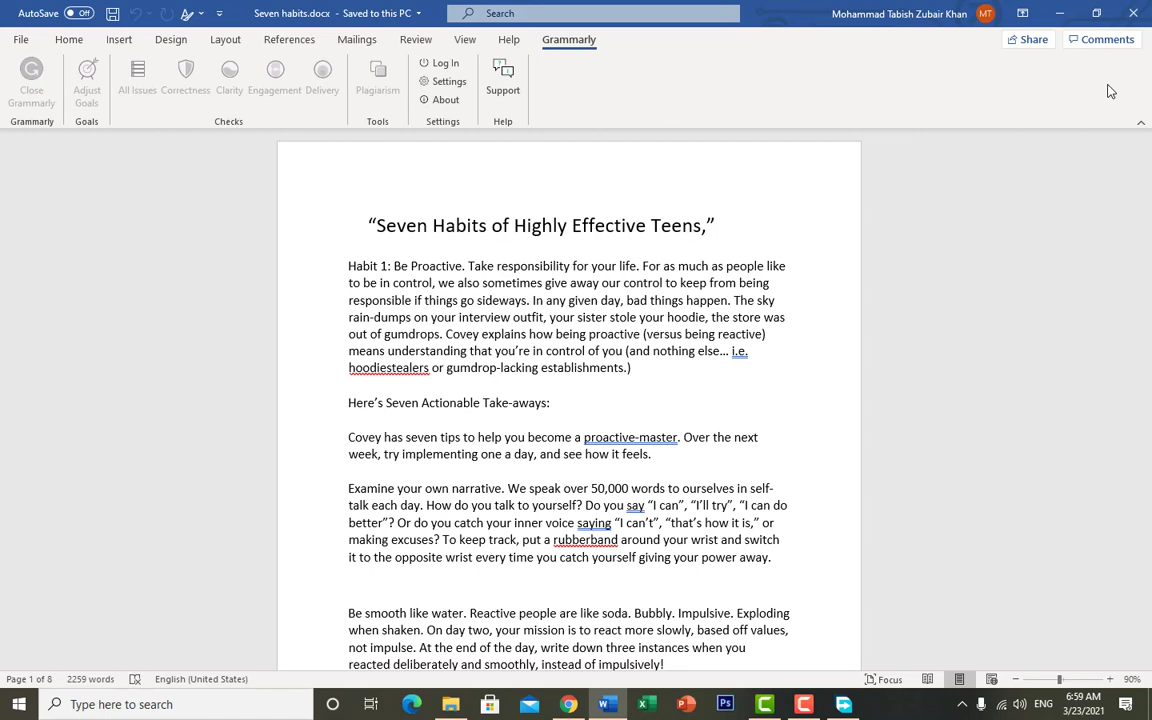 AutoSave Off Seven habits.docx - Saved to this PC Search Mohammad Tabish Zubair Khan MT
File Home Insert Design Layout References Mailings Review View Help Grammarly Share Comments
Close Grammarly Adjust Goals All Issues Correctness Clarity Engagement Delivery Plagiarism Log In Settings About Support
Grammarly Goals Checks Tools Settings Help
“Seven Habits of Highly Effective Teens,”
Habit 1: Be Proactive. Take responsibility for your life. For as much as people like
to be in control, we also sometimes give away our control to keep from being
responsible if things go sideways. In any given day, bad things happen. The sky
rain-dumps on your interview outfit, your sister stole your hoodie, the store was
out of gumdrops. Covey explains how being proactive (versus being reactive)
means understanding that you’re in control of you (and nothing else… i.e.
hoodiestealers or gumdrop-lacking establishments.)
Here’s Seven Actionable Take-aways:
Covey has seven tips to help you become a proactive-master. Over the next
week, try implementing one a day, and see how it feels.
Examine your own narrative. We speak over 50,000 words to ourselves in self-
talk each day. How do you talk to yourself? Do you say “I can”, “I’ll try”, “I can do
better”? Or do you catch your inner voice saying “I can’t”, “that’s how it is,” or
making excuses? To keep track, put a rubberband around your wrist and switch
it to the opposite wrist every time you catch yourself giving your power away.
Be smooth like water. Reactive people are like soda. Bubbly. Impulsive. Exploding
when shaken. On day two, your mission is to react more slowly, based off values,
not impulse. At the end of the day, write down three instances when you
reacted deliberately and smoothly, instead of impulsively!
Page 1 of 8 2259 words English (United States) Focus 90%
Type here to search ENG 6:59 AM
3/23/2021